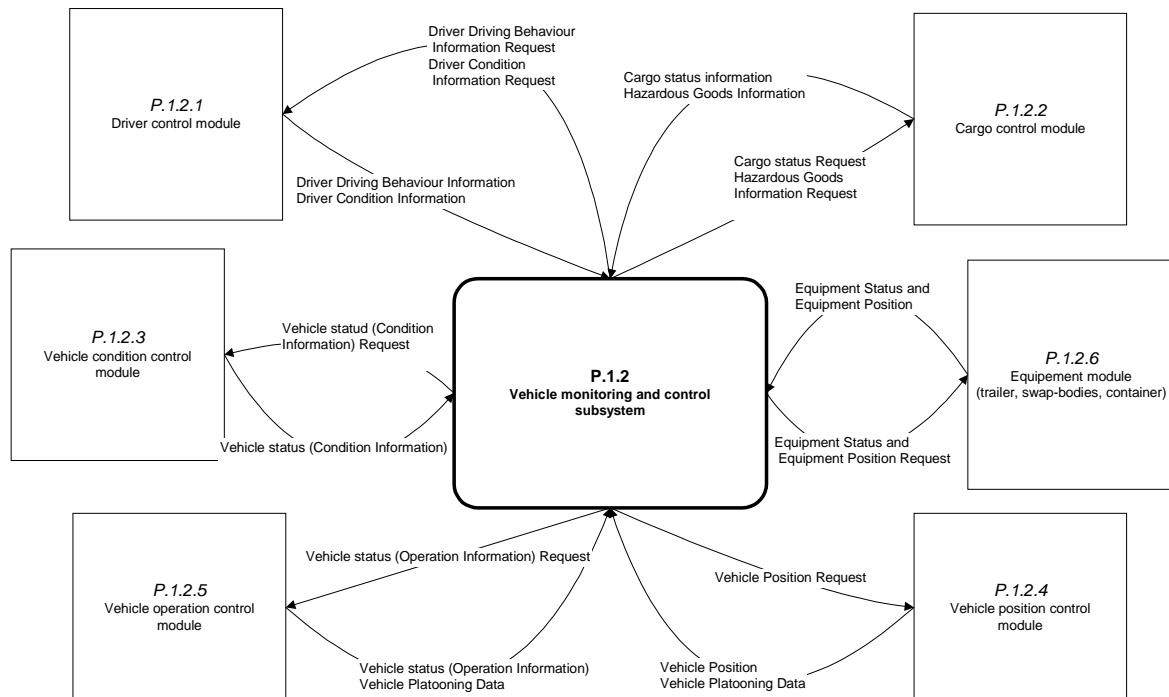 Driver Driving Behaviour
Information Request
Driver Condition
Information Request
P.1.2.1
Driver control module
Cargo status information
Hazardous Goods Information
P.1.2.2
Cargo control module
Cargo status Request
Hazardous Goods
Information Request
Driver Driving Behaviour Information
Driver Condition Information
P.1.2.3
Vehicle condition control
module
Vehicle statud (Condition
Information) Request
Vehicle status (Condition Information)
P.1.2
Vehicle monitoring and control
subsystem
Equipment Status and
Equipment Position
P.1.2.6
Equipement module
(trailer, swap-bodies, container)
Equipment Status and
Equipment Position Request
P.1.2.5
Vehicle operation control
module
Vehicle status (Operation Information) Request
Vehicle status (Operation Information)
Vehicle Platooning Data
Vehicle Position Request
P.1.2.4
Vehicle position control
module
Vehicle Position
Vehicle Platooning Data